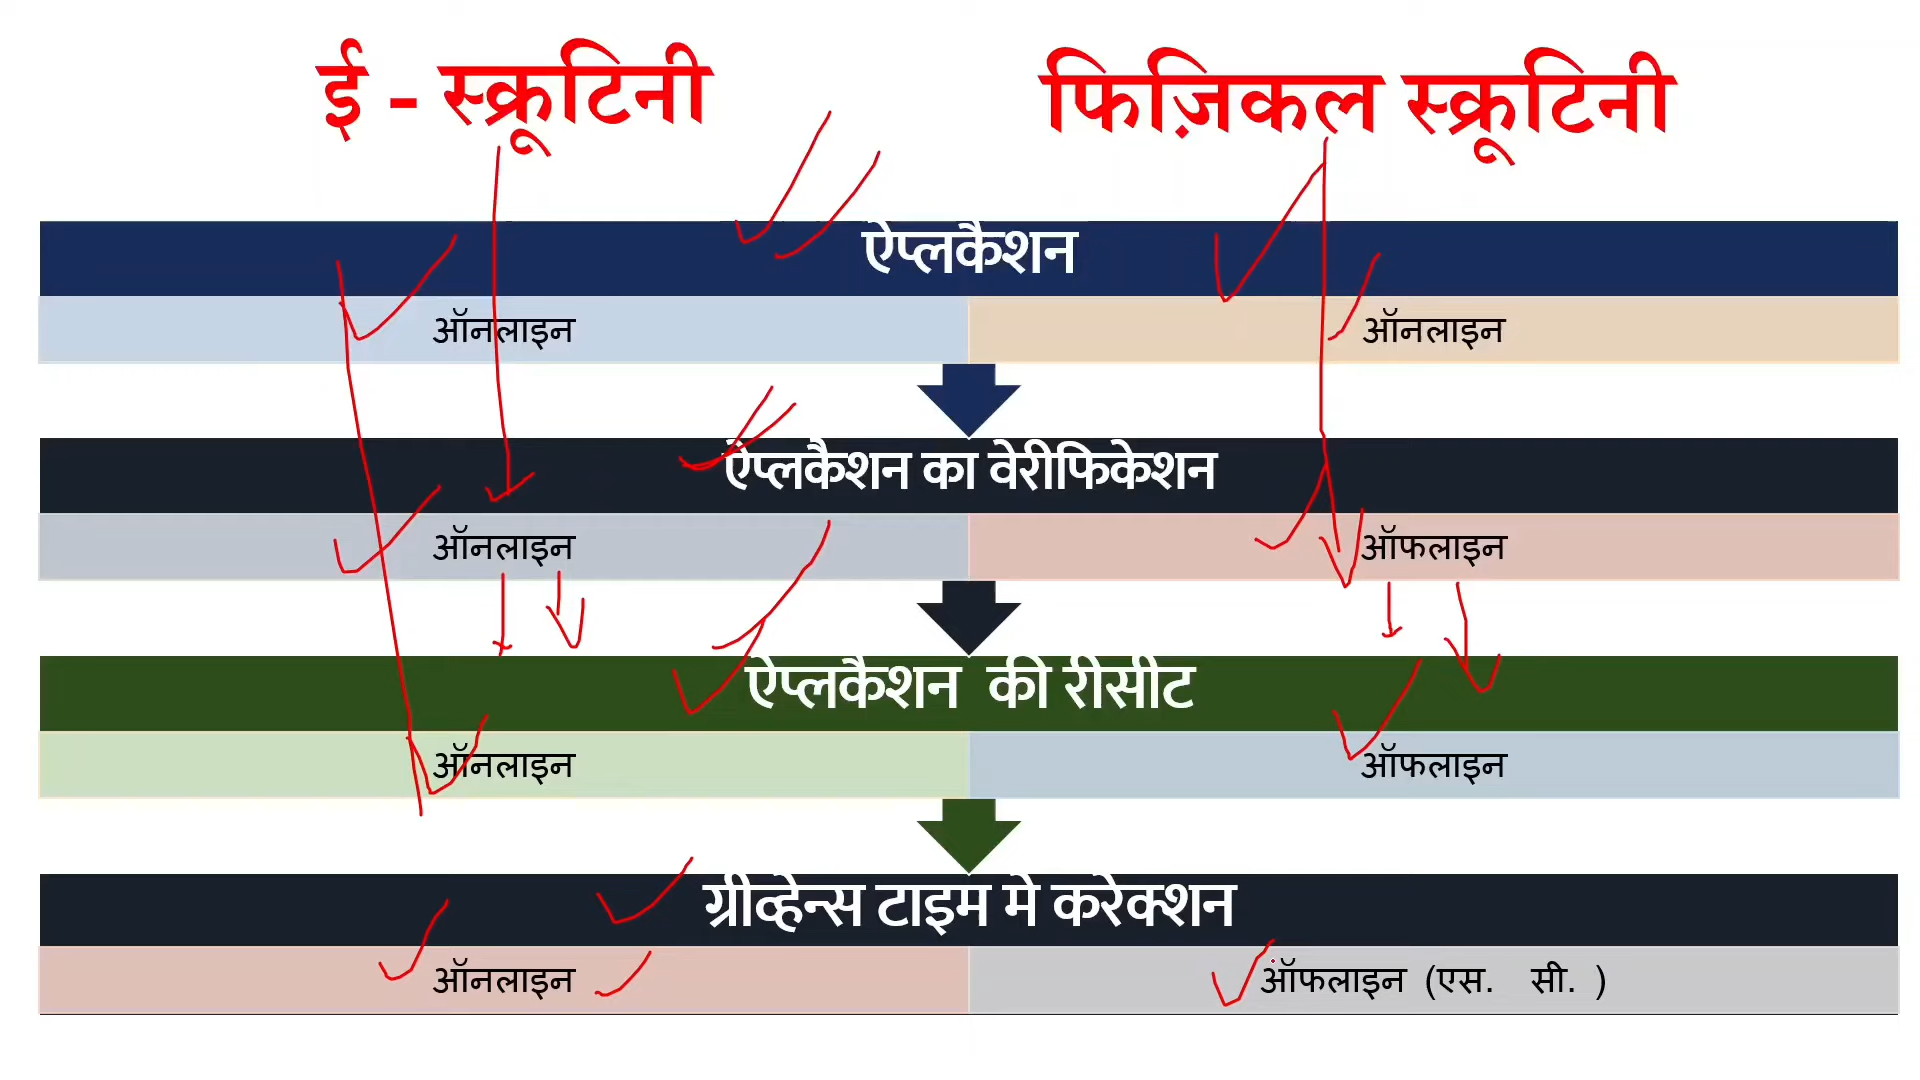 ई - स्क्रूटिनी फिज़िकल स्क्रूटिनी
ऐप्लकैशन
ऑनलाइन ऑनलाइन
ऐप्लकैशन का वेरीफिकेशन
ऑनलाइन ऑफलाइन
ऐप्लकैशन की रीसीट
ऑनलाइन ऑफलाइन
ग्रीव्हेन्स टाइम मे करेक्शन
ऑनलाइन ऑफलाइन (एस. सी. )